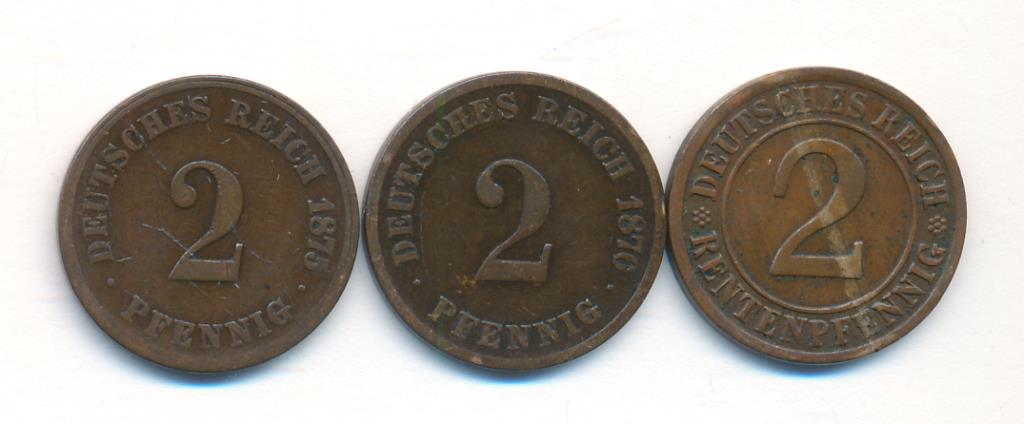 DEUTSCHES REICH 1875
2
PFENNIG
DEUTSCHES REICH 1876
2
PFENNIG
DEUTSCHES REICH
2
RENTENPFENNIG